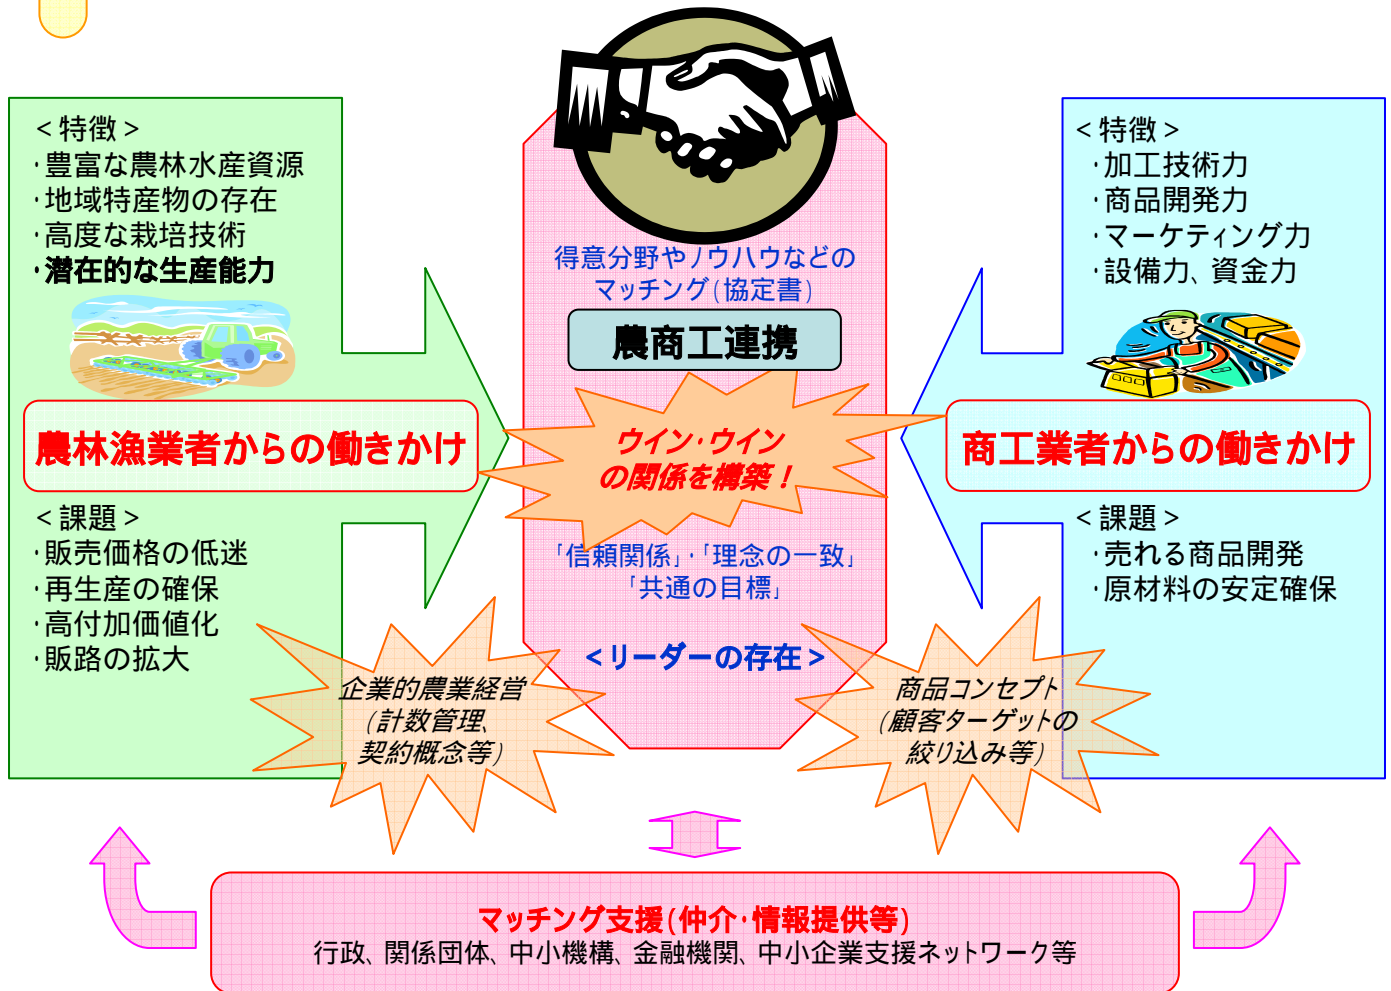 <特徴>
・豊富な農林水産資源
・地域特産物の存在
・高度な栽培技術
・潜在的な生産能力
農林漁業者からの働きかけ
<課題>
・販売価格の低迷
・再生産の確保
・高付加価値化
・販路の拡大
企業的農業経営
(計数管理、
契約概念等)
得意分野やノウハウなどの
マッチング(協定書)
農商工連携
ウイン・ウイン
の関係を構築！
「信頼関係」・「理念の一致」
「共通の目標」
<リーダーの存在>
<特徴>
・加工技術力
・商品開発力
・マーケティング力
・設備力、資金力
商工業者からの働きかけ
<課題>
・売れる商品開発
・原材料の安定確保
商品コンセプト
(顧客ターゲットの
絞り込み等)
マッチング支援(仲介・情報提供等)
行政、関係団体、中小機構、金融機関、中小企業支援ネットワーク等